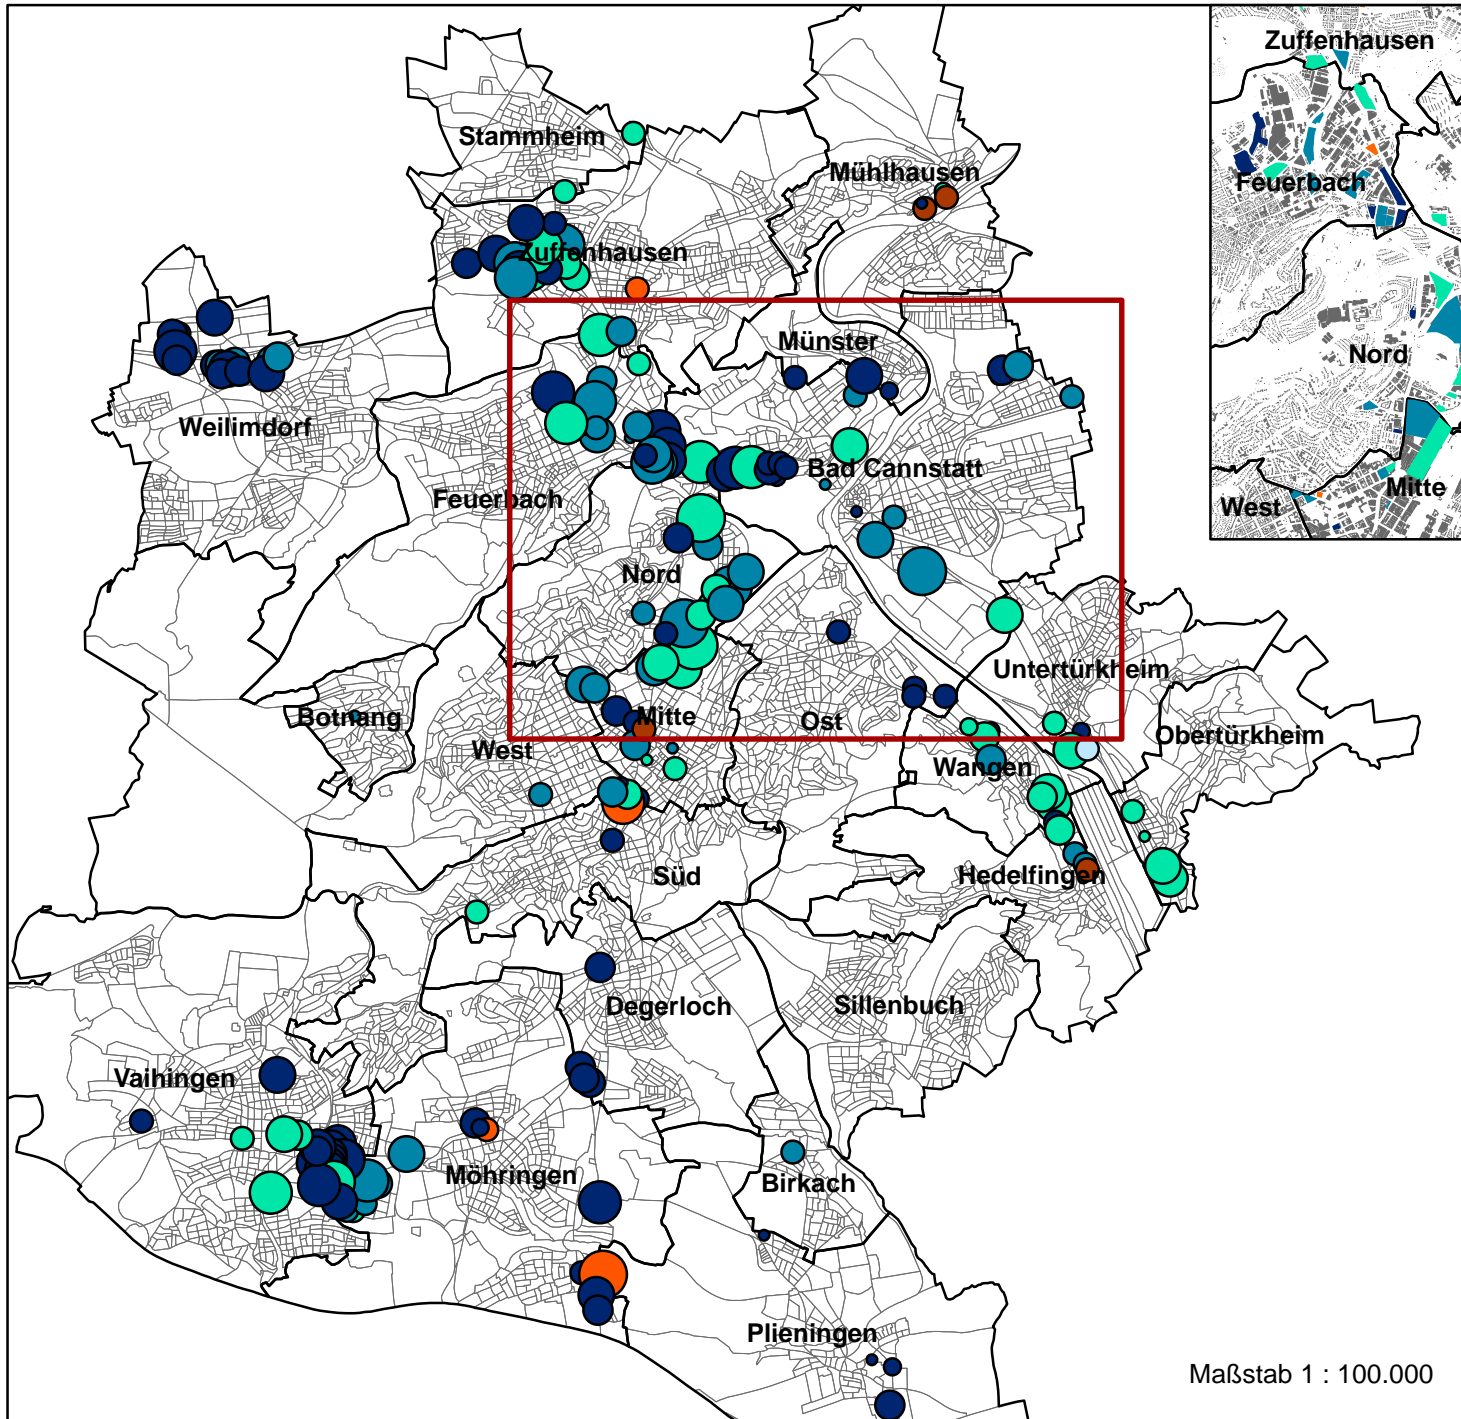 Zuffenhausen
Stammheim
Mühlhausen
Feuerbach
Zuffenhausen
Münster
Nord
Weilimdorf
Bad Cannstatt
Feuerbach
West
Mitte
Nord
Untertürkheim
Botnang
Mitte
Ost
Obertürkheim
West
Wangen
Süd
Hedelfingen
Degerloch
Sillenbuch
Vaihingen
Möhringen
Birkach
Plieningen
Maßstab 1 : 100.000